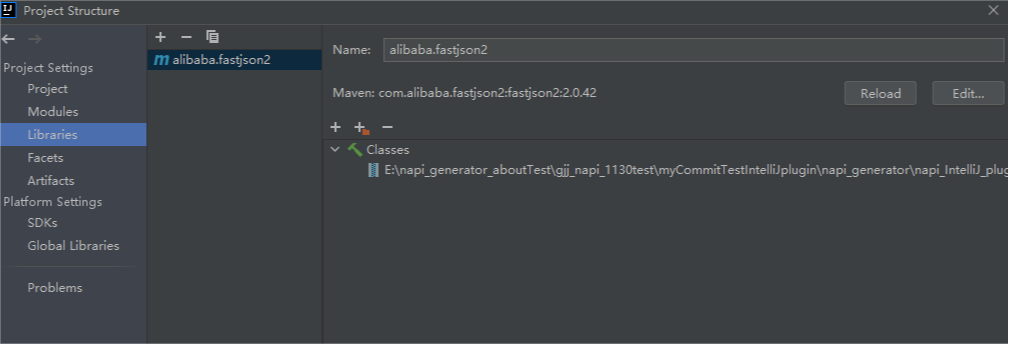 IJ Project Structure
Project Settings
Project
Modules
Libraries
Facets
Artifacts
Platform Settings
SDKs
Global Libraries
Problems
m alibaba.fastjson2
Name: alibaba.fastjson2
Maven: com.alibaba.fastjson2:fastjson2:2.0.42 Reload Edit...
Classes
E:\napi_generator_aboutTest\gjj_napi_1130test\myCommitTestIntelliJplugin\napi_generator\napi_IntelliJ_plug